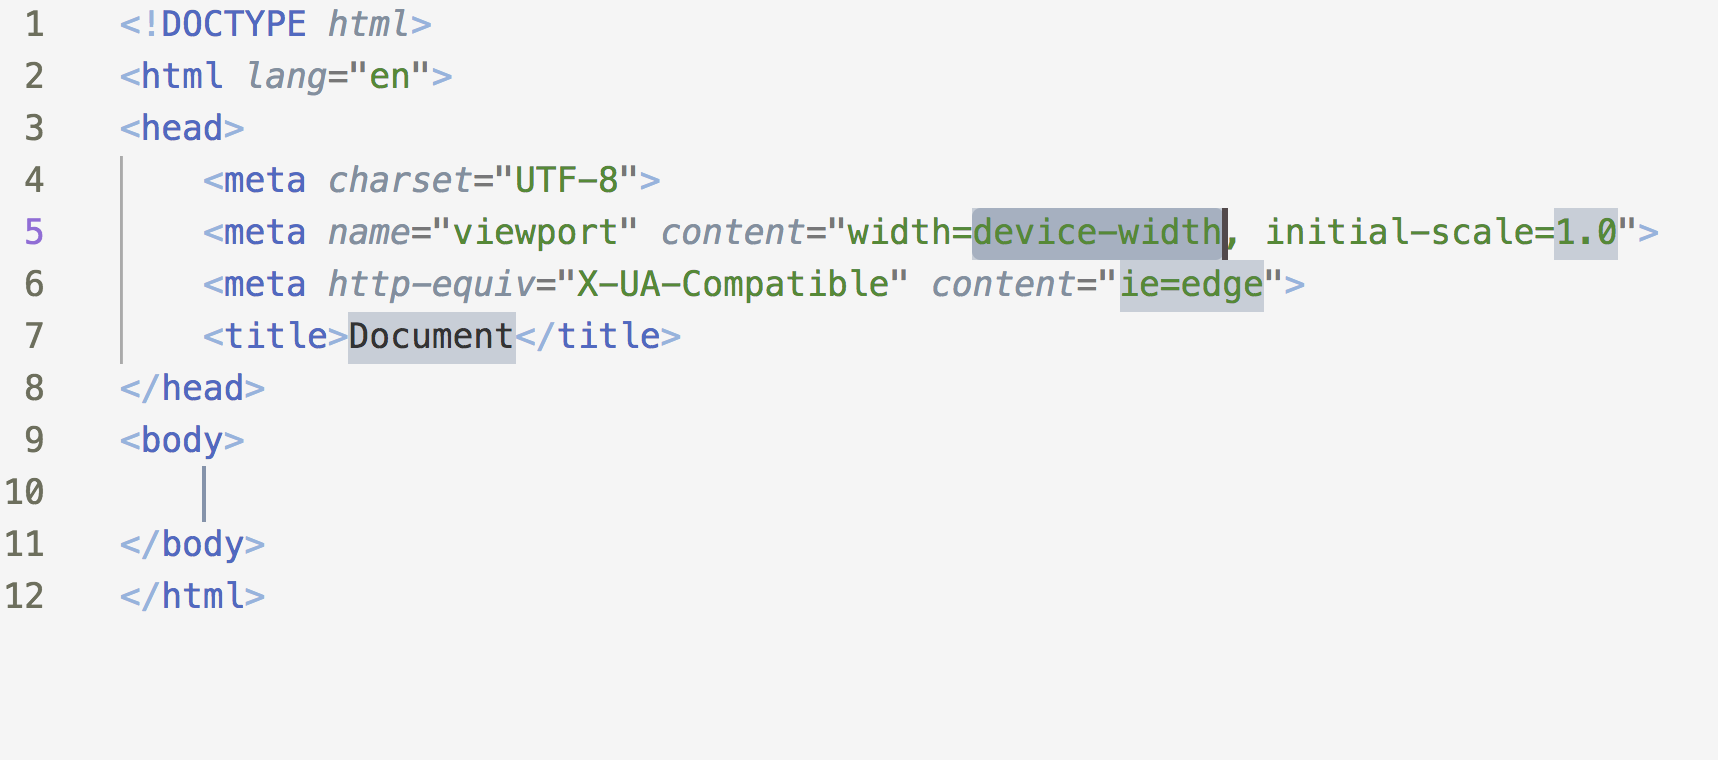 1 <!DOCTYPE html>
2 <html lang="en">
3 <head>
4     <meta charset="UTF-8">
5     <meta name="viewport" content="width=device-width, initial-scale=1.0">
6     <meta http-equiv="X-UA-Compatible" content="ie=edge">
7     <title>Document</title>
8 </head>
9 <body>
10
11 </body>
12 </html>